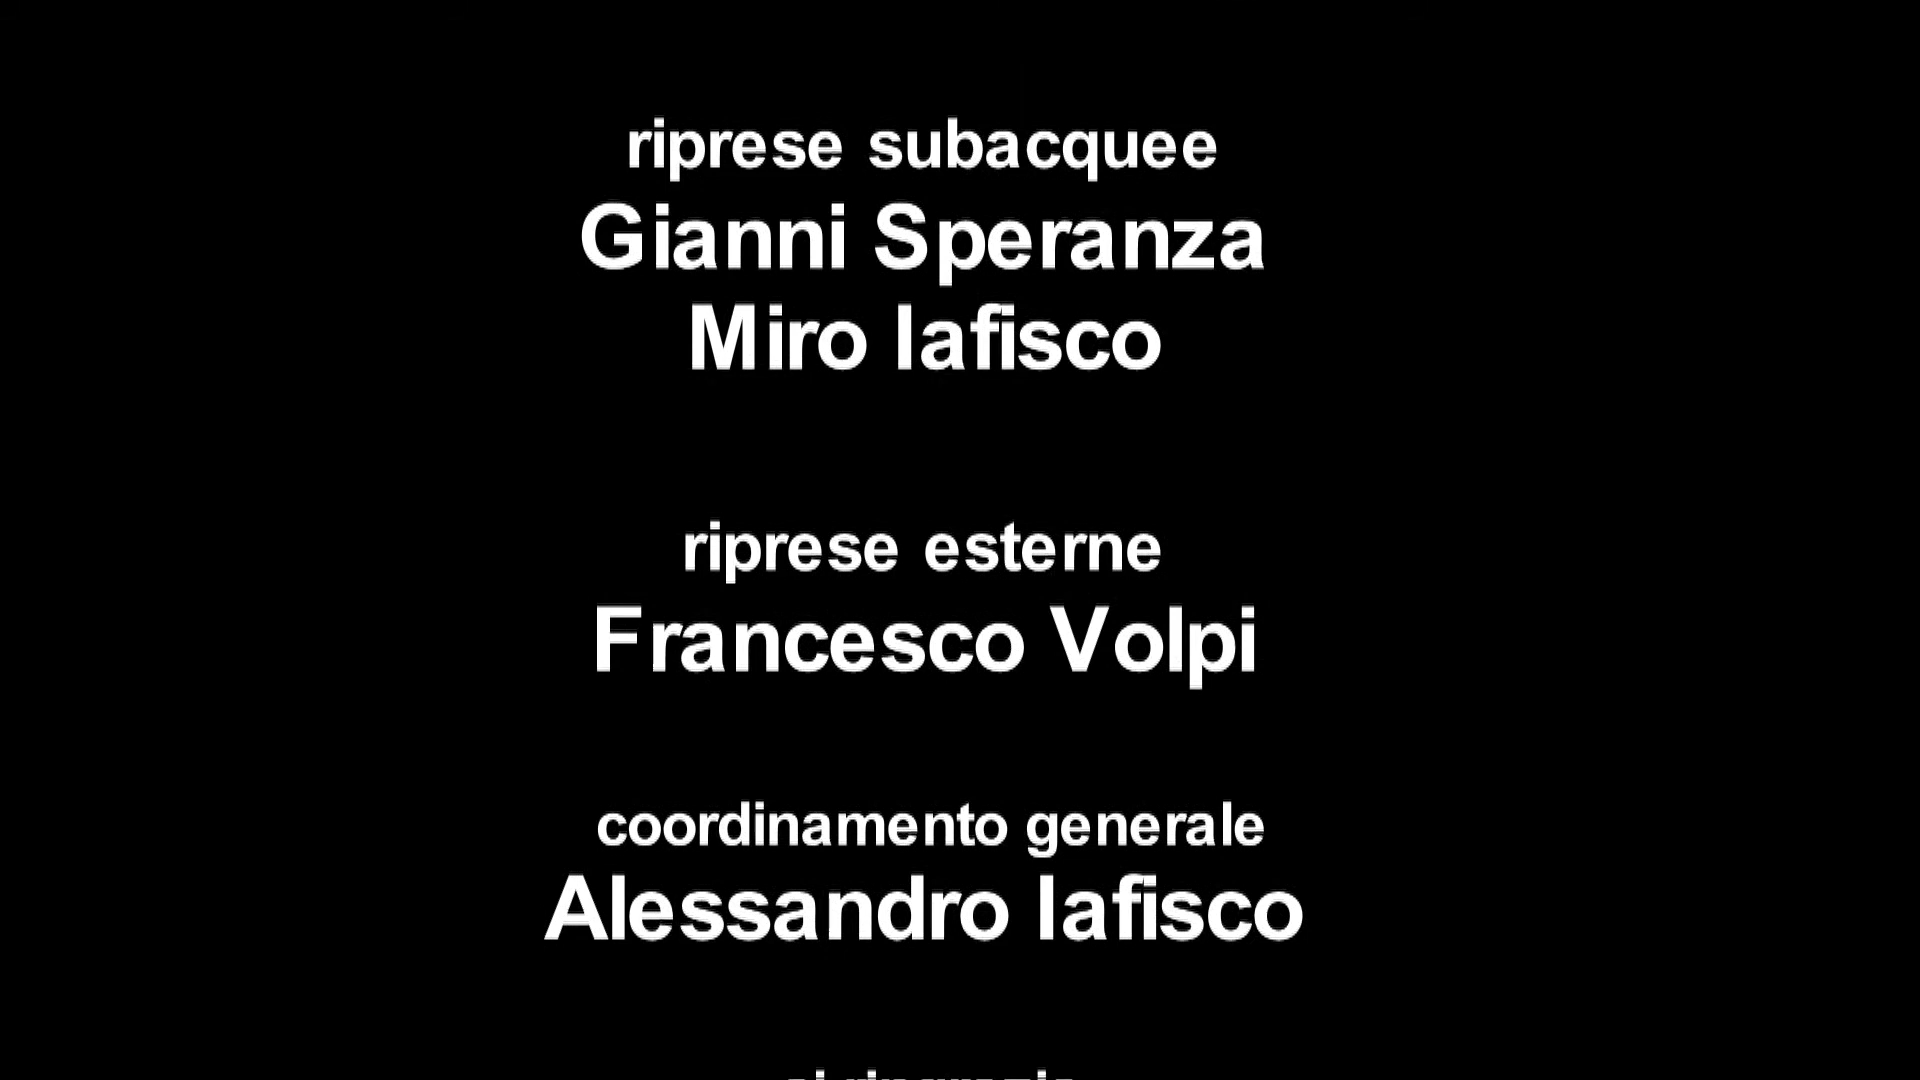 riprese subacquee
Gianni Speranza
Miro Iafisco
riprese esterne
Francesco Volpi
coordinamento generale
Alessandro Iafisco